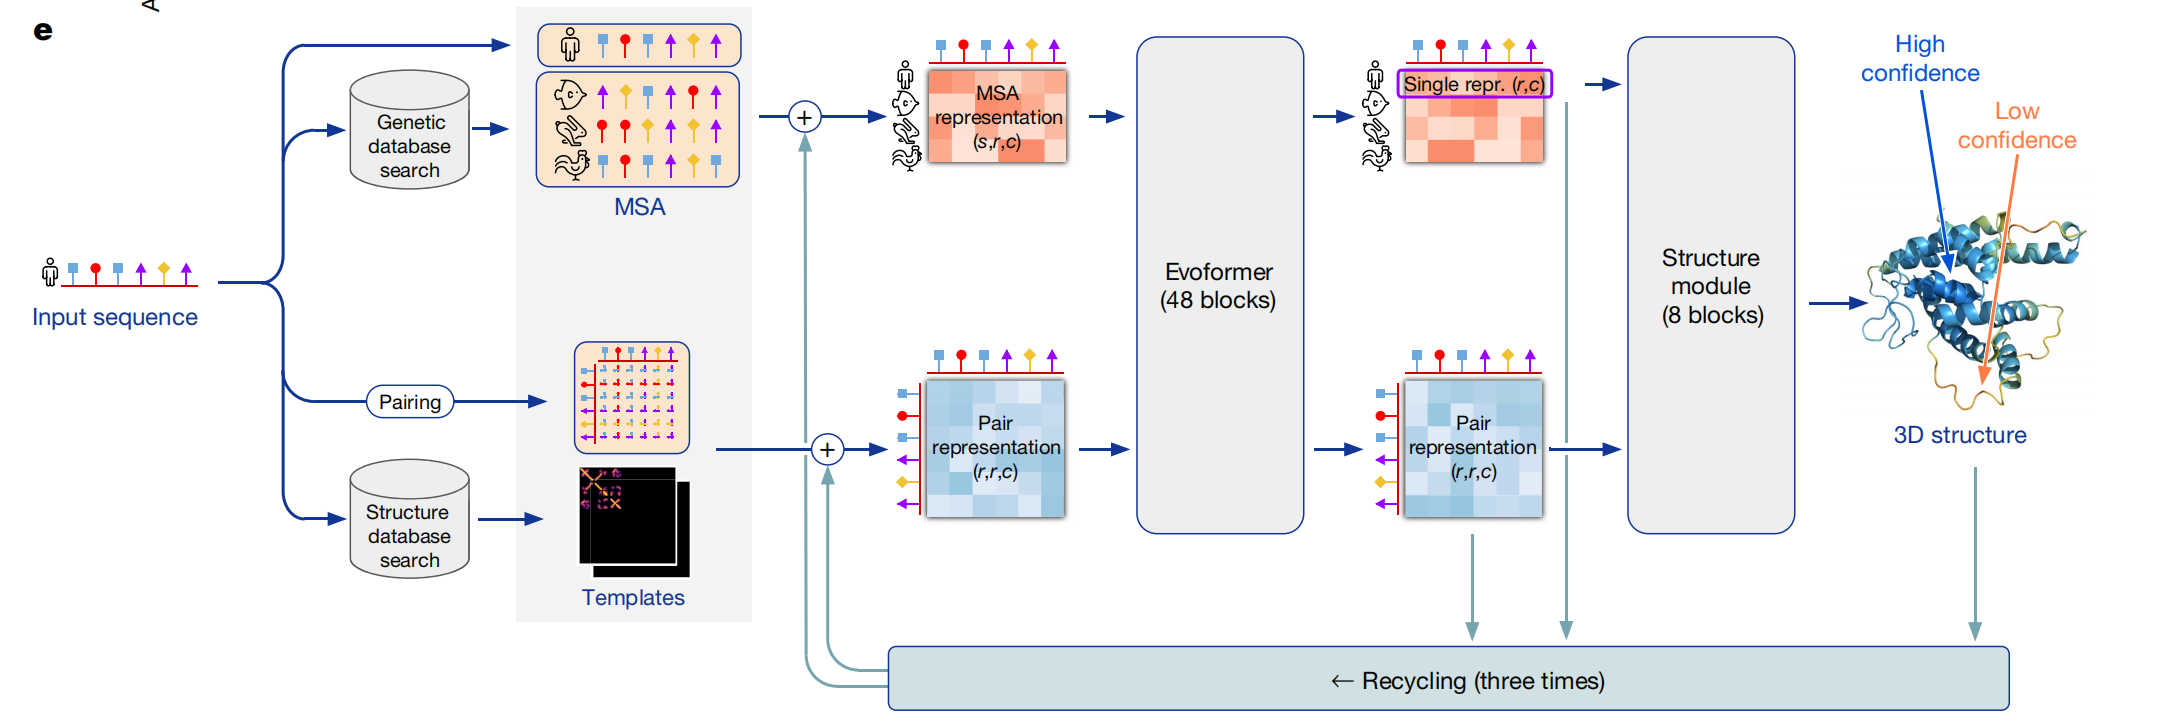 A
e
Genetic
database
search
MSA
Input sequence
Pairing
Structure
database
search
Templates
+
+
MSA
representation
(s,r,c)
Pair
representation
(r,r,c)
Evoformer
(48 blocks)
Single repr. (r,c)
Pair
representation
(r,r,c)
Structure
module
(8 blocks)
High
confidence
Low
confidence
3D structure
← Recycling (three times)